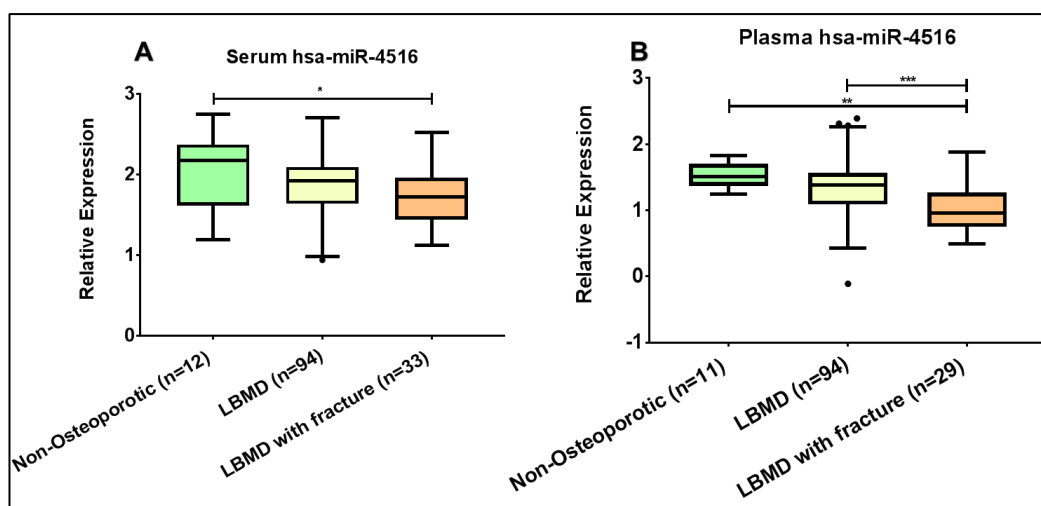 A
Serum hsa-miR-4516
Relative Expression
3
2
1
0
*
Non-Osteoporotic (n=12)
LBMD (n=94)
LBMD with fracture (n=33)
B
Plasma hsa-miR-4516
Relative Expression
3
2
1
0
-1
***
**
Non-Osteoporotic (n=11)
LBMD (n=94)
LBMD with fracture (n=29)